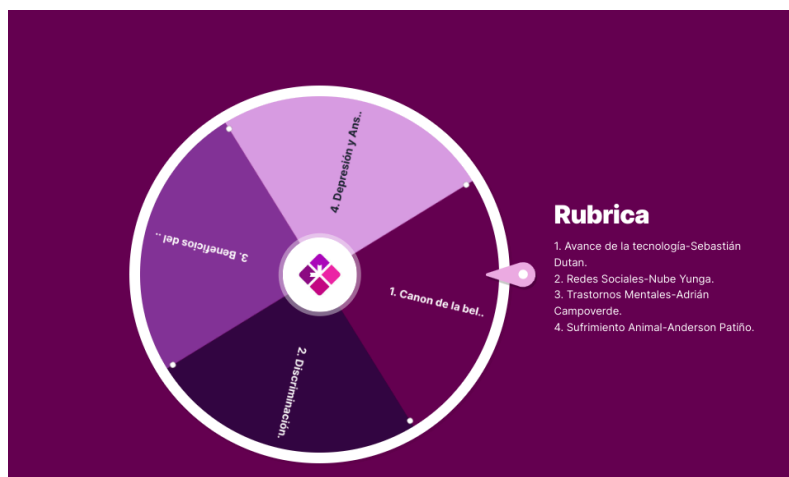 4. Depresión y Ans..
3. Beneficios del ..
1. Canon de la bel..
2. Discriminación.
Rubrica
1. Avance de la tecnología-Sebastián
Dutan.
2. Redes Sociales-Nube Yunga.
3. Trastornos Mentales-Adrián
Campoverde.
4. Sufrimiento Animal-Anderson Patiño.